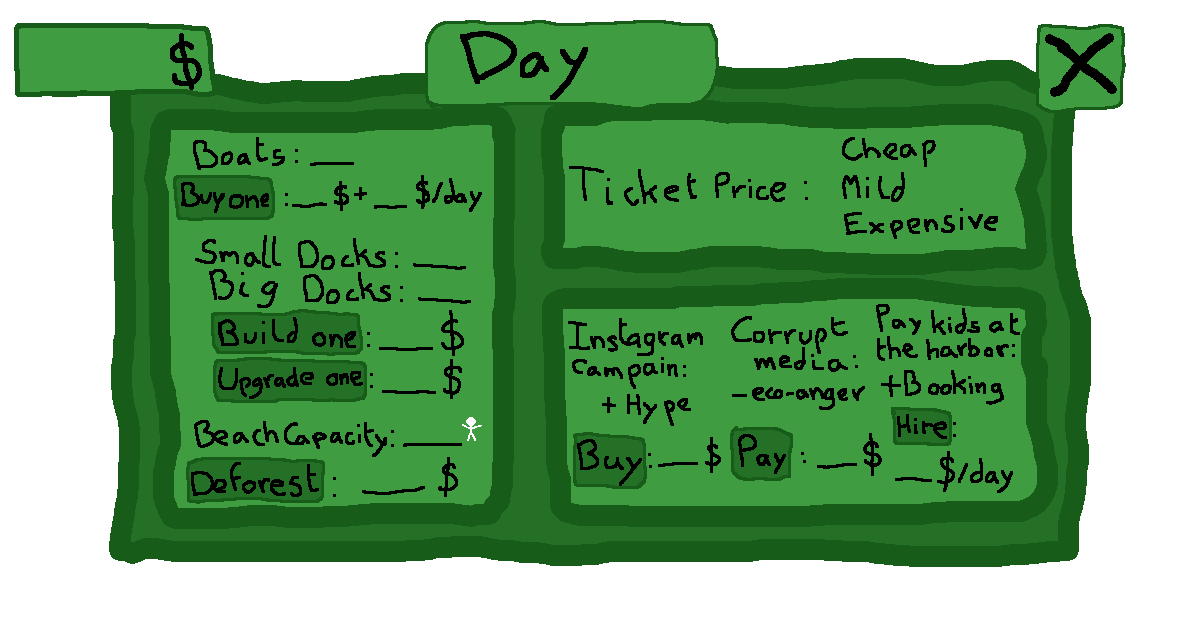 $
Day
X
Boats: __
Buy one : __ $ + __ $/day
Small Docks: __
Big Docks: __
Build one : __ $
Upgrade one : __ $
Beach Capacity: __
Deforest : __ $
Ticket Price :
Cheap
Mild
Expensive
Instagram
campain:
+ Hype
Buy : __ $
Corrupt
media:
- eco-anger
Pay : __ $
Pay kids at
the harbor:
+Booking
Hire :
__ $/day